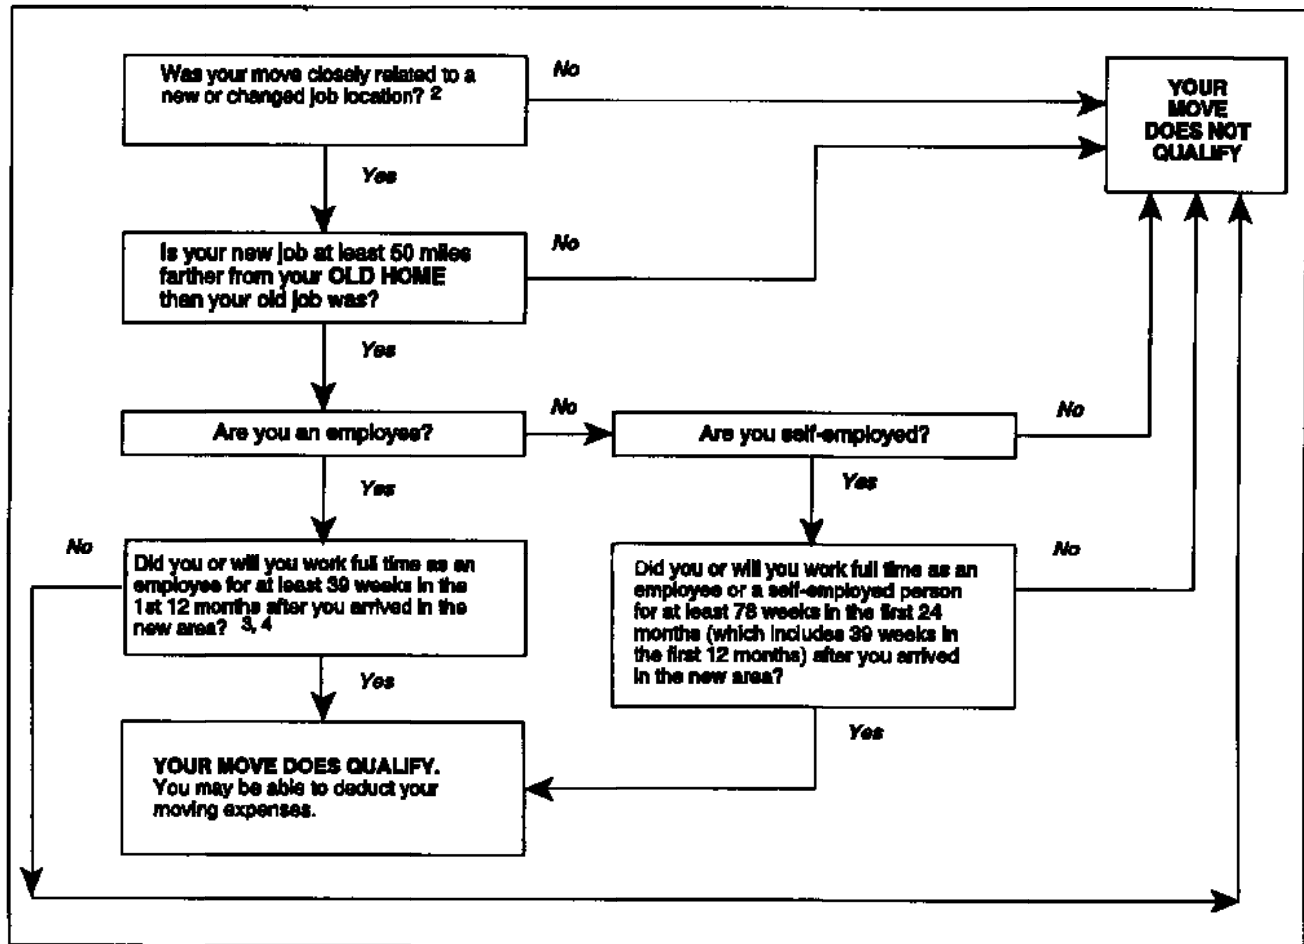 Was your move closely related to a
new or changed job location? 2
No
YOUR
MOVE
DOES NOT
QUALIFY
Yes
Is your new job at least 50 miles
farther from your OLD HOME
than your old job was?
No
Yes
Are you an employee?
No
Are you self-employed?
No
Yes
Yes
No
Did you or will you work full time as an
employee for at least 39 weeks in the
1st 12 months after you arrived in the
new area? 3, 4
Did you or will you work full time as an
employee or a self-employed person
for at least 78 weeks in the first 24
months (which includes 39 weeks in
the first 12 months) after you arrived
in the new area?
No
Yes
Yes
YOUR MOVE DOES QUALIFY.
You may be able to deduct your
moving expenses.